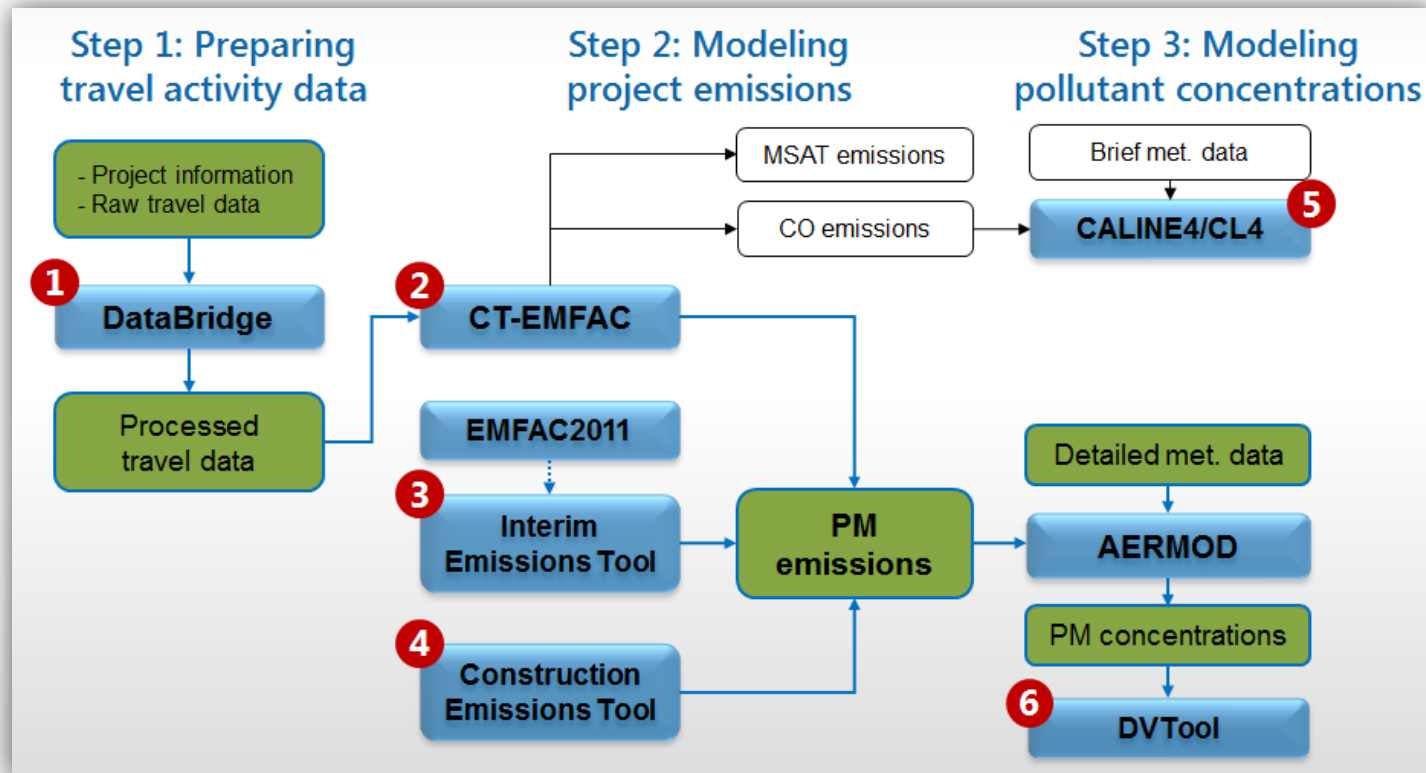 Step 1: Preparing
travel activity data
Step 2: Modeling
project emissions
Step 3: Modeling
pollutant concentrations
- Project information
- Raw travel data
1
DataBridge
Processed
travel data
MSAT emissions
CO emissions
2
CT-EMFAC
EMFAC2011
3
Interim
Emissions Tool
4
Construction
Emissions Tool
PM
emissions
Brief met. data
5
CALINE4/CL4
Detailed met. data
AERMOD
PM concentrations
6
DVTool